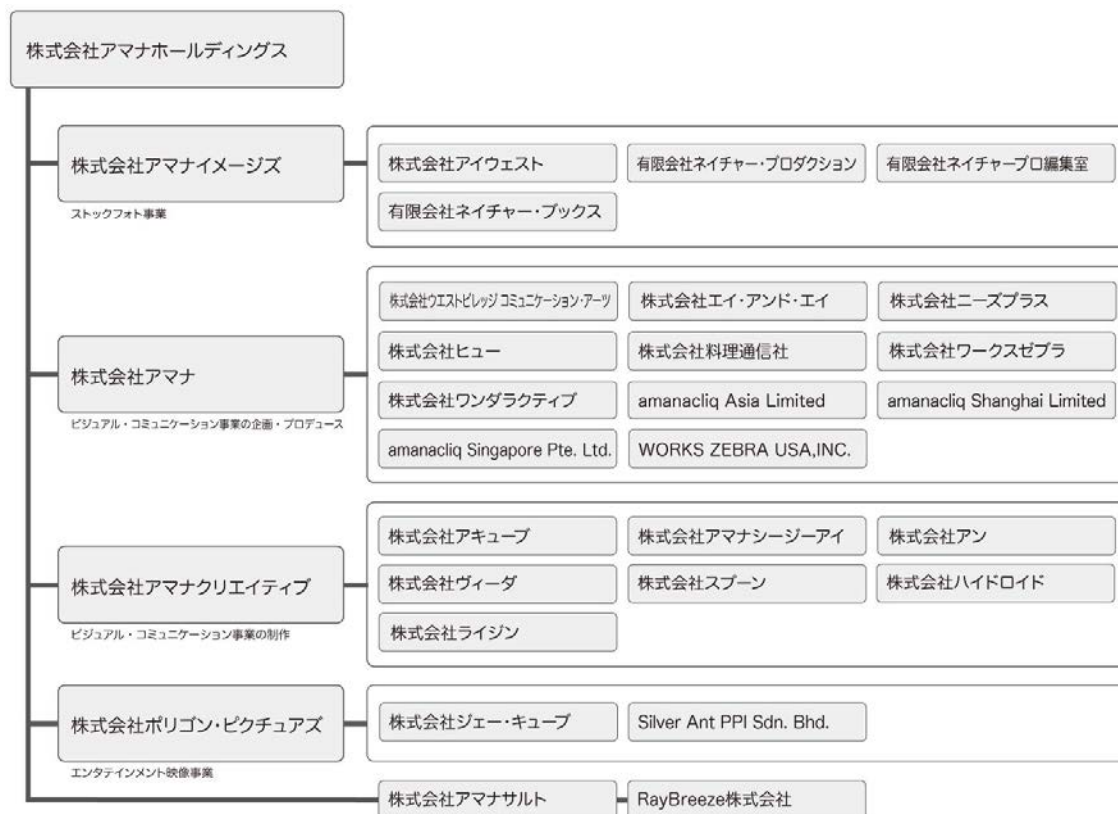 株式会社アマナホールディングス
株式会社アマナイメージズ
ストックフォト事業
株式会社アイウェスト
有限会社ネイチャー・プロダクション
有限会社ネイチャープロ編集室
有限会社ネイチャー・ブックス
株式会社アマナ
ビジュアル・コミュニケーション事業の企画・プロデュース
株式会社ウエストビレッジ コミュニケーション・アーツ
株式会社エイ・アンド・エイ
株式会社ニーズプラス
株式会社ヒュー
株式会社料理通信社
株式会社ワークスゼブラ
株式会社ワンダラクティブ
amanacliq Asia Limited
amanacliq Shanghai Limited
amanacliq Singapore Pte. Ltd.
WORKS ZEBRA USA,INC.
株式会社アマナクリエイティブ
ビジュアル・コミュニケーション事業の制作
株式会社アキューブ
株式会社アマナシージーアイ
株式会社アン
株式会社ヴィーダ
株式会社スプーン
株式会社ハイドロイド
株式会社ライジン
株式会社ポリゴン・ピクチュアズ
エンタテインメント映像事業
株式会社ジェー・キューブ
Silver Ant PPI Sdn. Bhd.
株式会社アマナサルト
RayBreeze株式会社